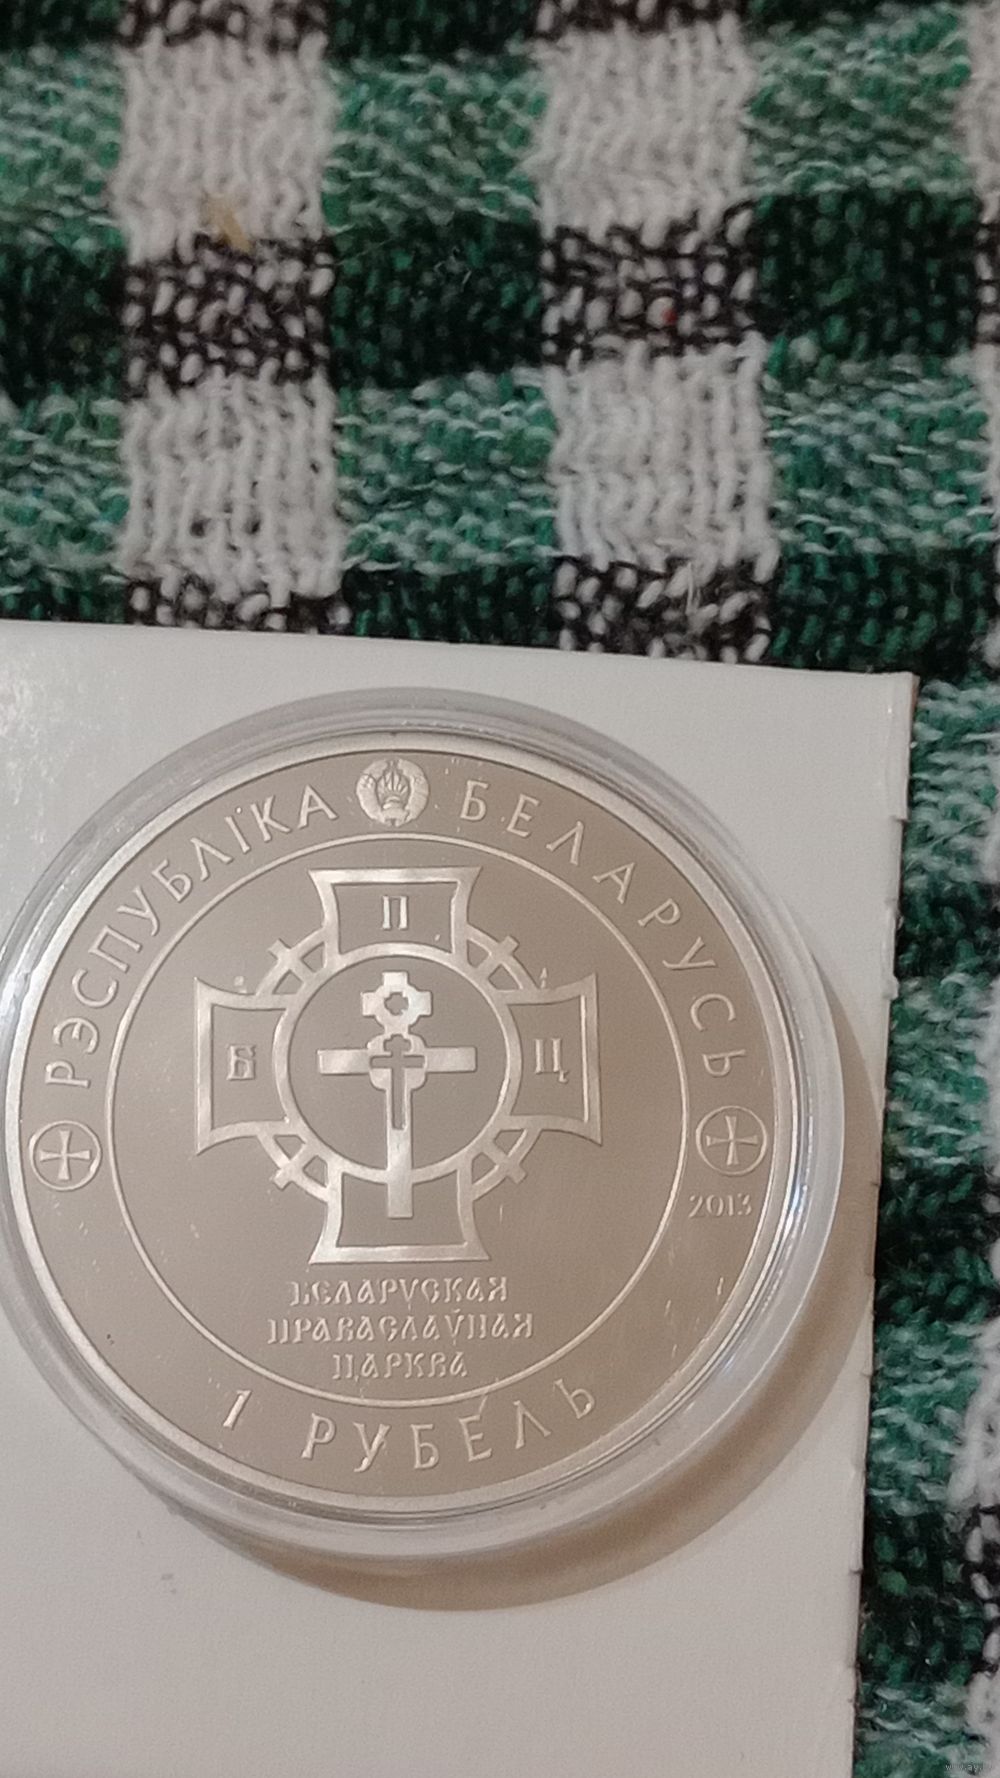 РЭСПУБЛІКА БЕЛАРУСЬ
П
Б Ц
2013
БЕЛАРУСКАЯ
ПРАВАСЛАЎНАЯ
ЦАРКВА
1 РУБЕЛЬ